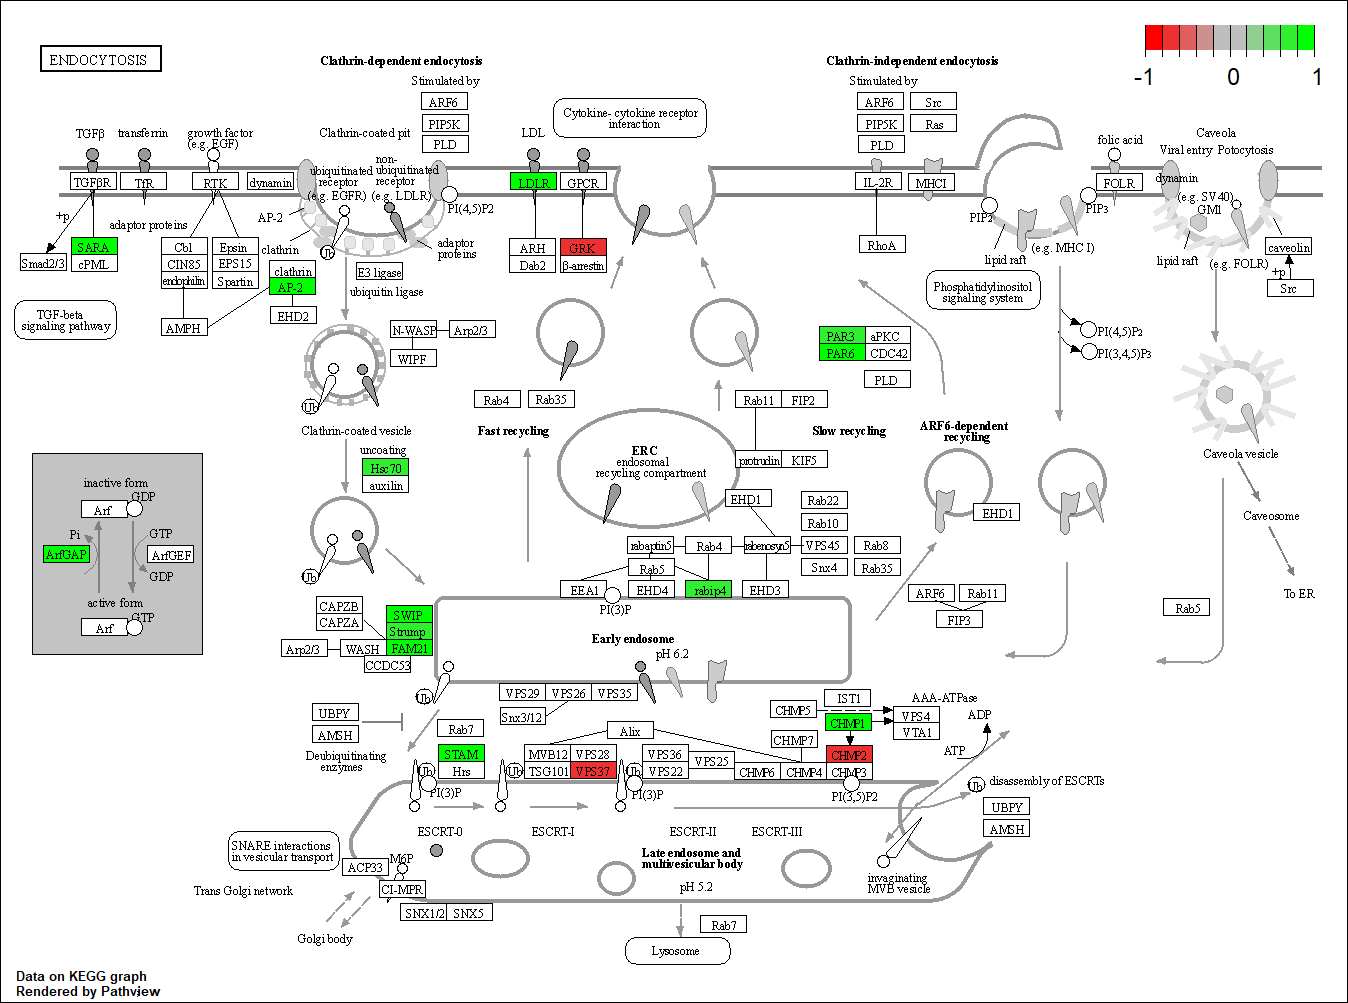 ENDOCYTOSIS
-1
0
1
Clathrin-dependent endocytosis
Stimulated by
ARF6
PIP5K
PLD
Clathrin-independent endocytosis
Stimulated by
ARF6
Src
PIP5K
Ras
PLD
Cytokine- cytokine receptor
interaction
TGFβ
transferrin
growth factor
(e.g. EGF)
Clathrin-coated pit
LDL
folic acid
Caveola
Viral entry Potocytosis
TGFβR
TfR
RTK
dynamin
ubiquitinated
receptor
(e.g. EGFR)
non-
ubiquitinated
receptor
(e.g. LDLR)
LDLR
GPCR
IL-2R
MHCI
FOLR
dynamin
(e.g. SV40)
GM1
PI(4,5)P2
PIP2
PIP3
+p
adaptor proteins
AP-2
clathrin
adaptor
proteins
Ub
SARA
cPML
Smad2/3
Cbl
CIN85
endophilin
Epsin
EPS15
Spartin
clathrin
AP-2
EHD2
AMPH
E3 ligase
ubiquitin ligase
ARH
Dab2
GRK
β-arrestin
RhoA
lipid raft
(e.g. MHC I)
lipid raft
(e.g. FOLR)
caveolin
+p
Src
TGF-beta
signaling pathway
Phosphatidylinositol
signaling system
N-WASP
Arp2/3
WIPF
PAR3
aPKC
PAR6
CDC42
PLD
PI(4,5)P2
PI(3,4,5)P3
Ub
Clathrin-coated vesicle
uncoating
Hsc70
auxilin
Rab4
Rab35
Fast recycling
Rab11
FIP2
Slow recycling
protrudin
KIF5
ARF6-dependent
recycling
ERC
endosomal
recycling compartment
Caveola vesicle
Caveosome
To ER
inactive form
GDP
Arf
Pi
GTP
ArfGAP
ArfGEF
GDP
active form
GTP
Arf
Ub
EHD1
Rab22
Rab10
rabaptin5
Rab4
rabenosyn5
VPS45
Rab8
Rab5
Snx4
Rab35
EEA1
EHD4
rabip4
EHD3
PI(3)P
EHD1
ARF6
Rab11
FIP3
Rab5
CAPZB
CAPZA
SWIP
Strump
Arp2/3
WASH
FAM21
CCDC53
Early endosome
pH 6.2
Ub
VPS29
VPS26
VPS35
Snx3/12
UBPY
AMSH
Deubiquitinating
enzymes
Rab7
STAM
Hrs
Alix
MVB12
VPS28
TSG101
VPS37
VPS36
VPS22
VPS25
CHMP5
IST1
CHMP1
CHMP7
CHMP2
CHMP6
CHMP4
CHMP3
AAA-ATPase
VPS4
VTA1
ADP
ATP
Ub
Ub
Ub
PI(3)P
PI(3)P
PI(3,5)P2
Ub
disassembly of ESCRTs
UBPY
AMSH
ESCRT-0
ESCRT-I
ESCRT-II
ESCRT-III
SNARE interactions
in vesicular transport
Late endosome and
multivesicular body
pH 5.2
invaginating
MVB vesicle
ACP33
M6P
CI-MPR
Trans Golgi network
SNX1/2
SNX5
Golgi body
Rab7
Lysosome
Data on KEGG graph
Rendered by Pathview